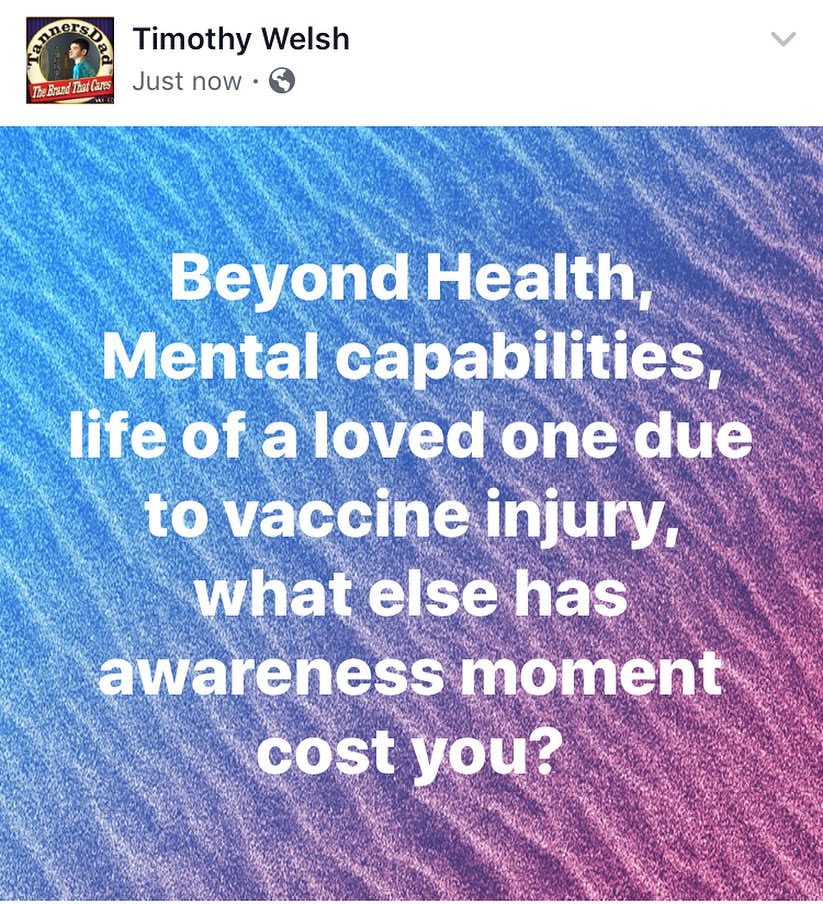 TannersDad
The Brand That Cares
Timothy Welsh
Just now ·
Beyond Health,
Mental capabilities,
life of a loved one due
to vaccine injury,
what else has
awareness moment
cost you?